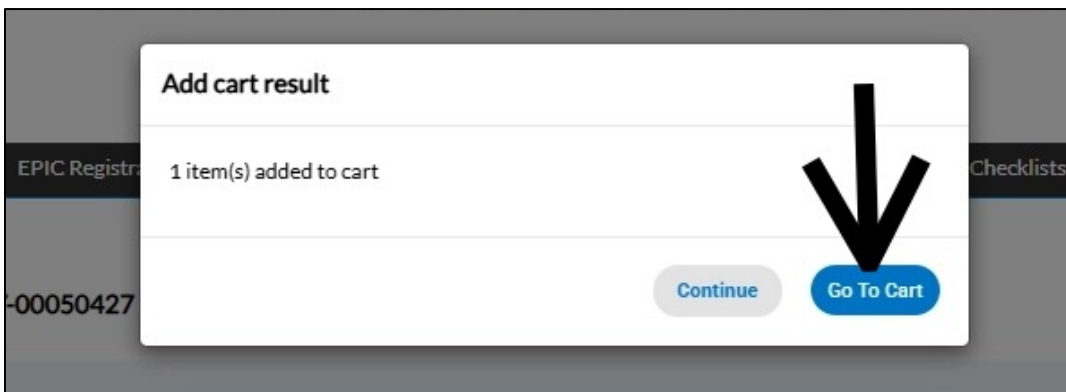 Add cart result
EPIC Registra
1 item(s) added to cart
Checklists
Continue
Go To Cart
-00050427